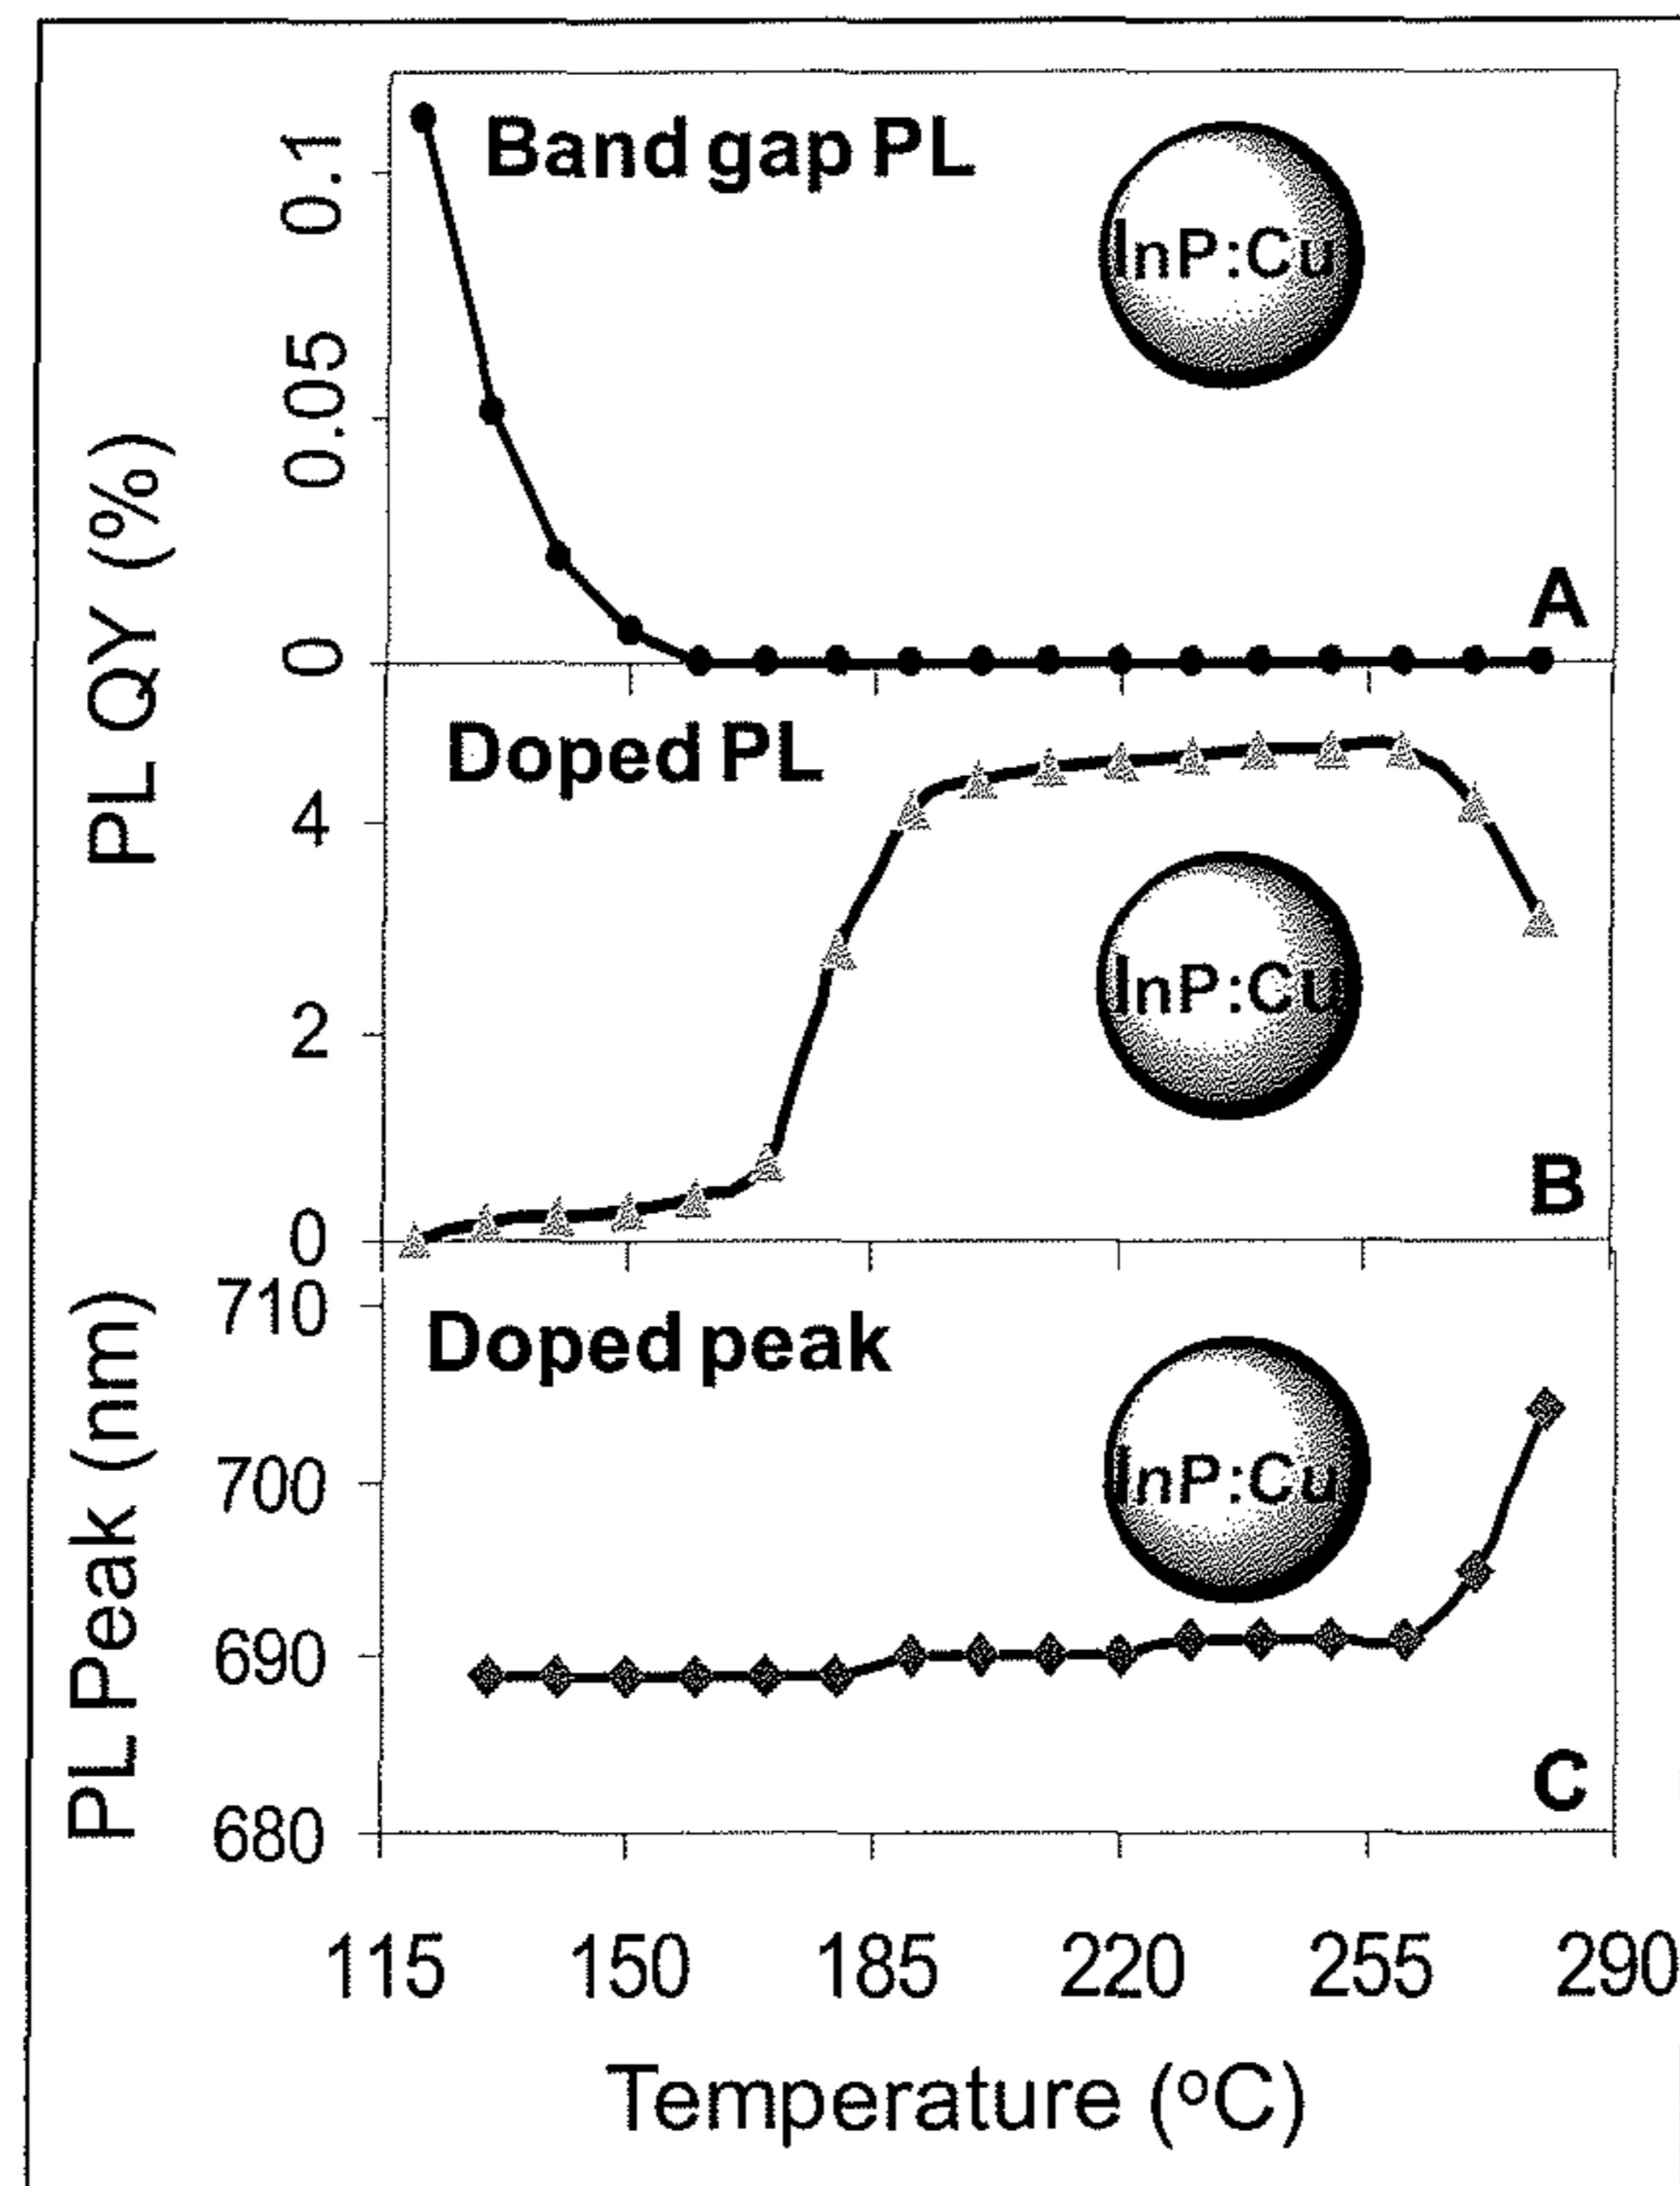 Band gap PL
InP:Cu
A
0.1
0.05
0
PL QY (%)
Doped PL
InP:Cu
B
4
2
0
Doped peak
InP:Cu
C
710
700
690
680
PL Peak (nm)
115 150 185 220 255 290
Temperature (oC)